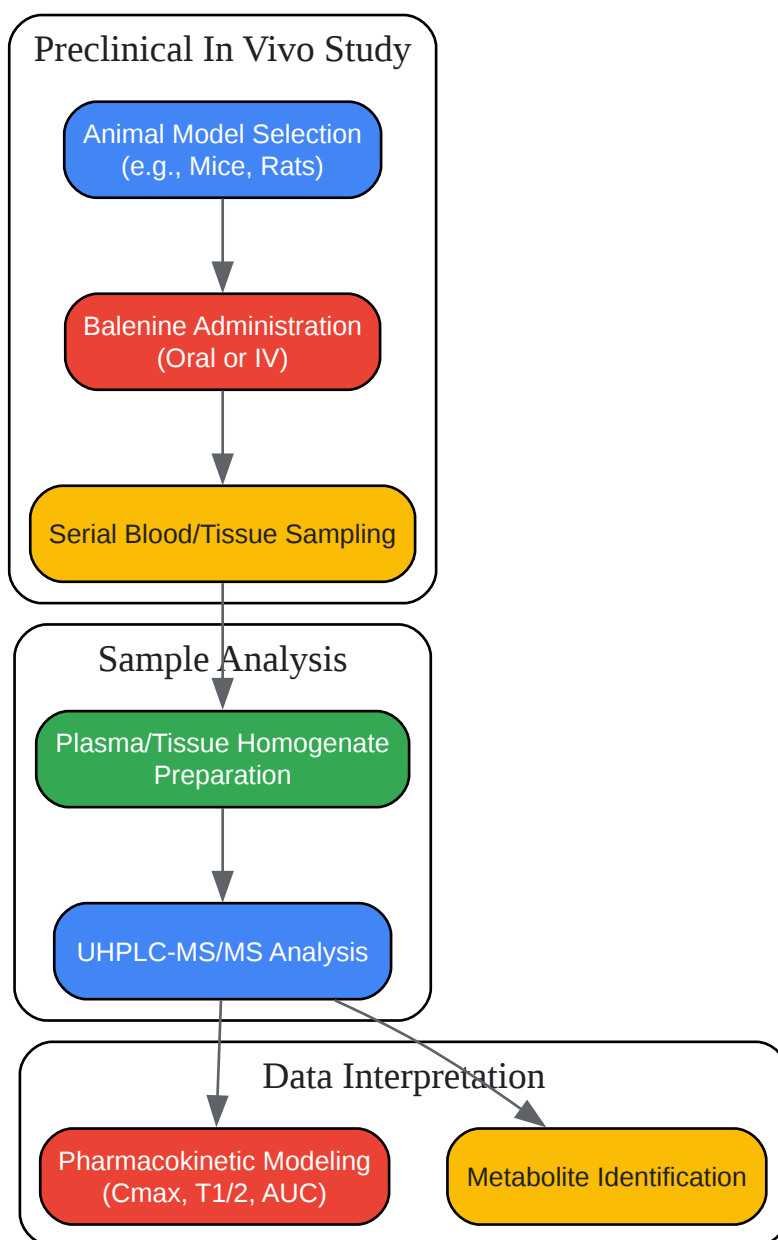 Preclinical In Vivo Study
Animal Model Selection
(e.g., Mice, Rats)
Balenine Administration
(Oral or IV)
Serial Blood/Tissue Sampling
Sample Analysis
Plasma/Tissue Homogenate
Preparation
UHPLC-MS/MS Analysis
Data Interpretation
Pharmacokinetic Modeling
(Cmax, T1/2, AUC)
Metabolite Identification